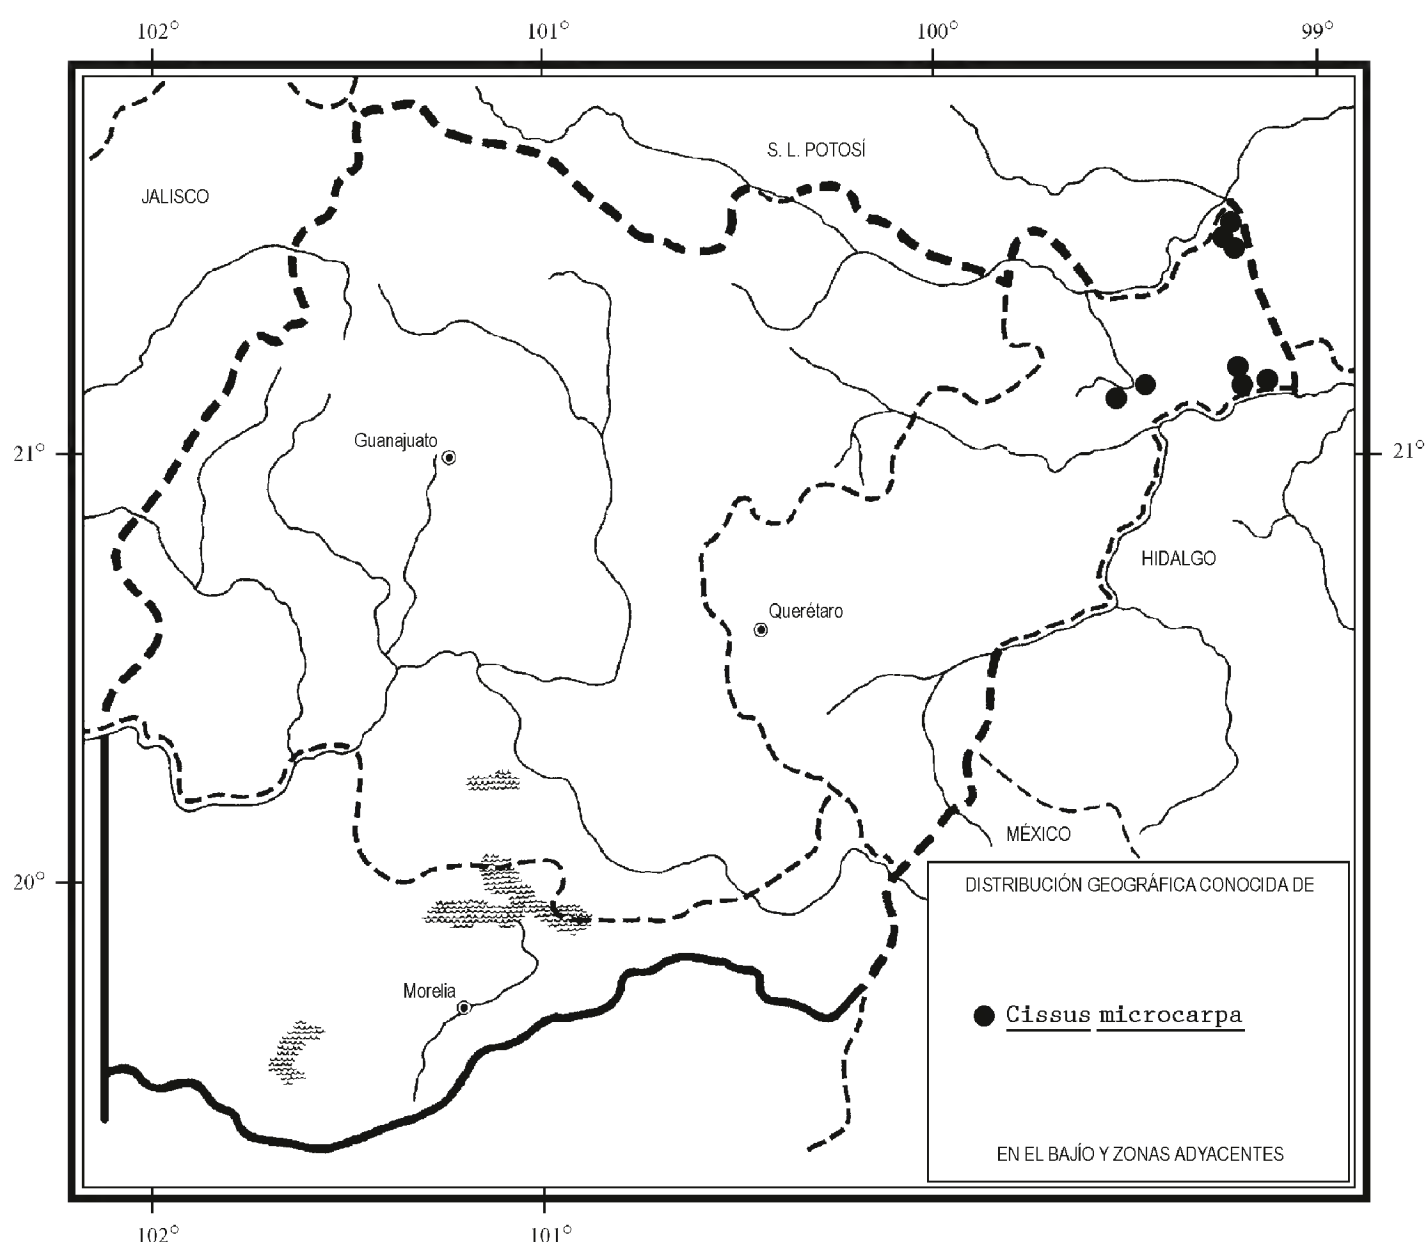 102° 101° 100° 99°
S. L. POTOSÍ
JALISCO
Guanajuato
21° 21°
HIDALGO
Querétaro
MÉXICO
20°
DISTRIBUCIÓN GEOGRÁFICA CONOCIDA DE
Morelia
Cissus microcarpa
EN EL BAJÍO Y ZONAS ADYACENTES
102° 101°